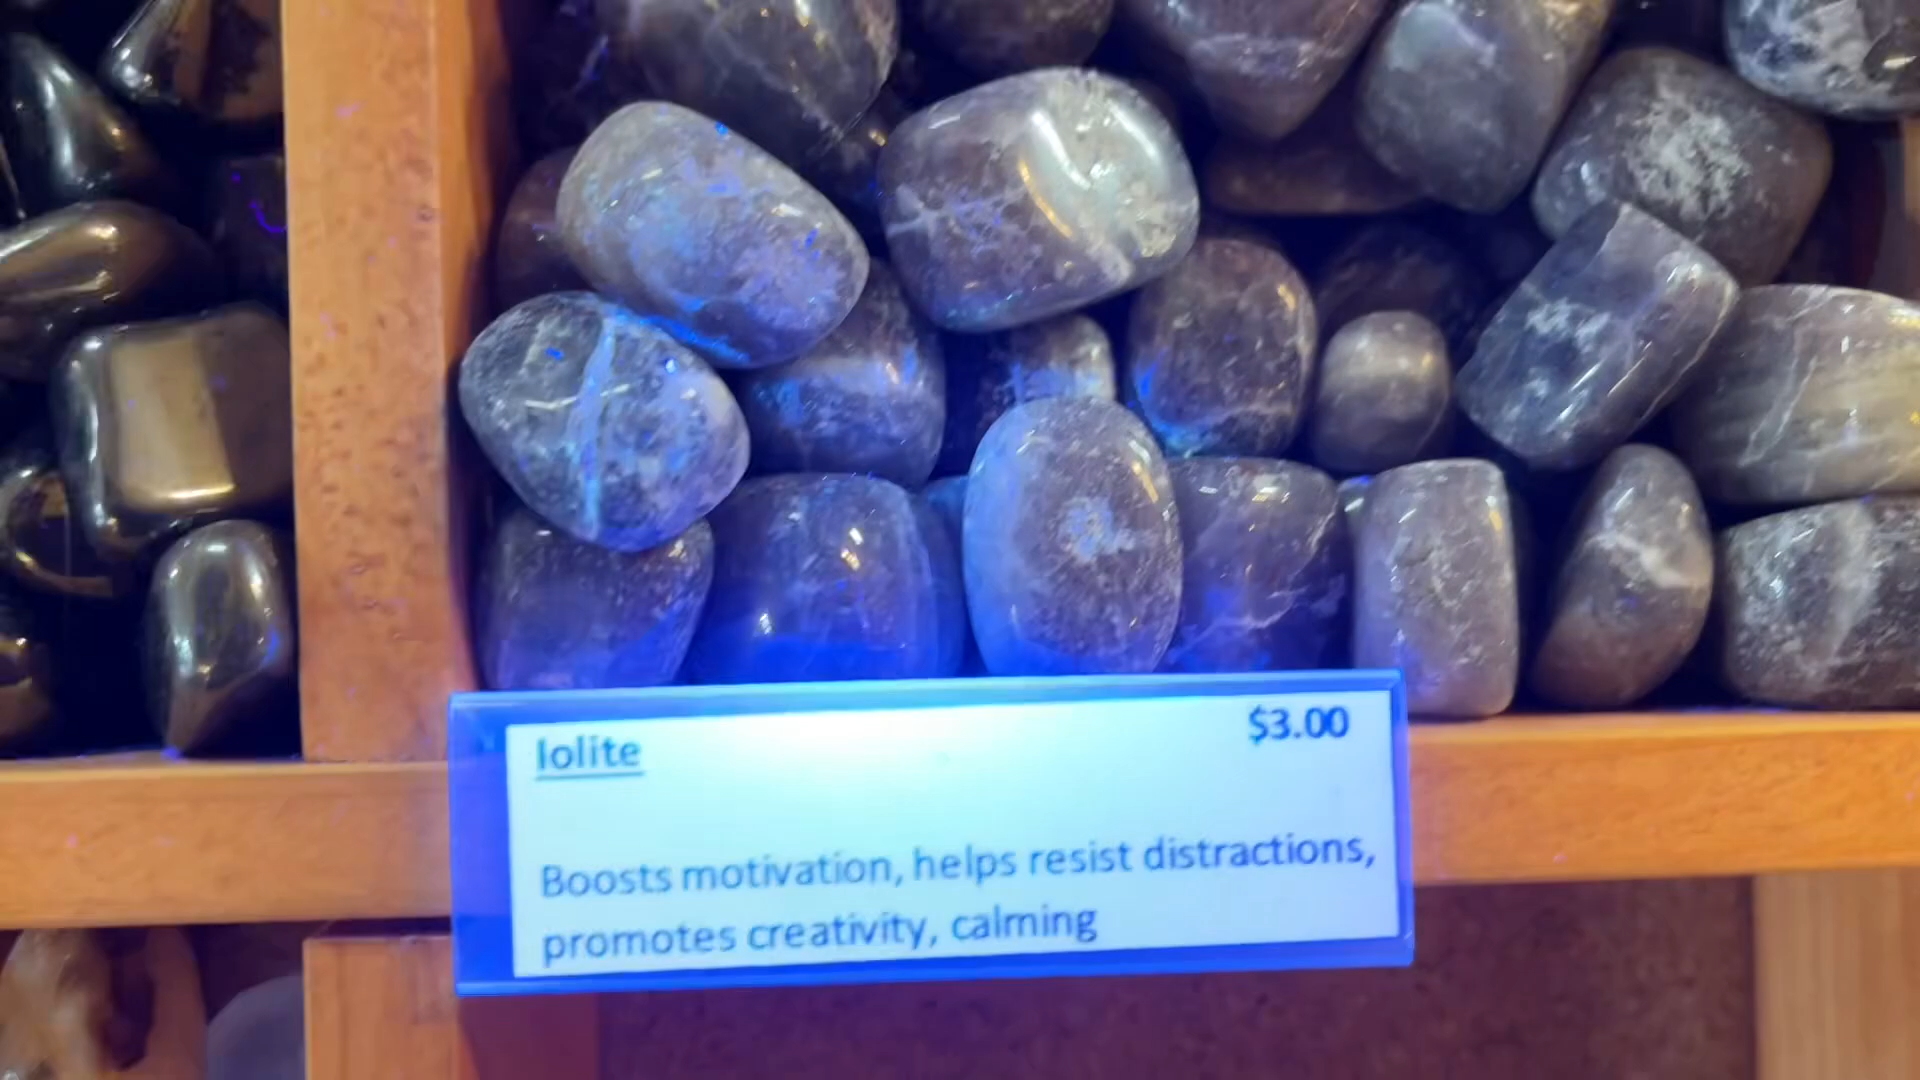 Iolite
$3.00
Boosts motivation, helps resist distractions,
promotes creativity, calming